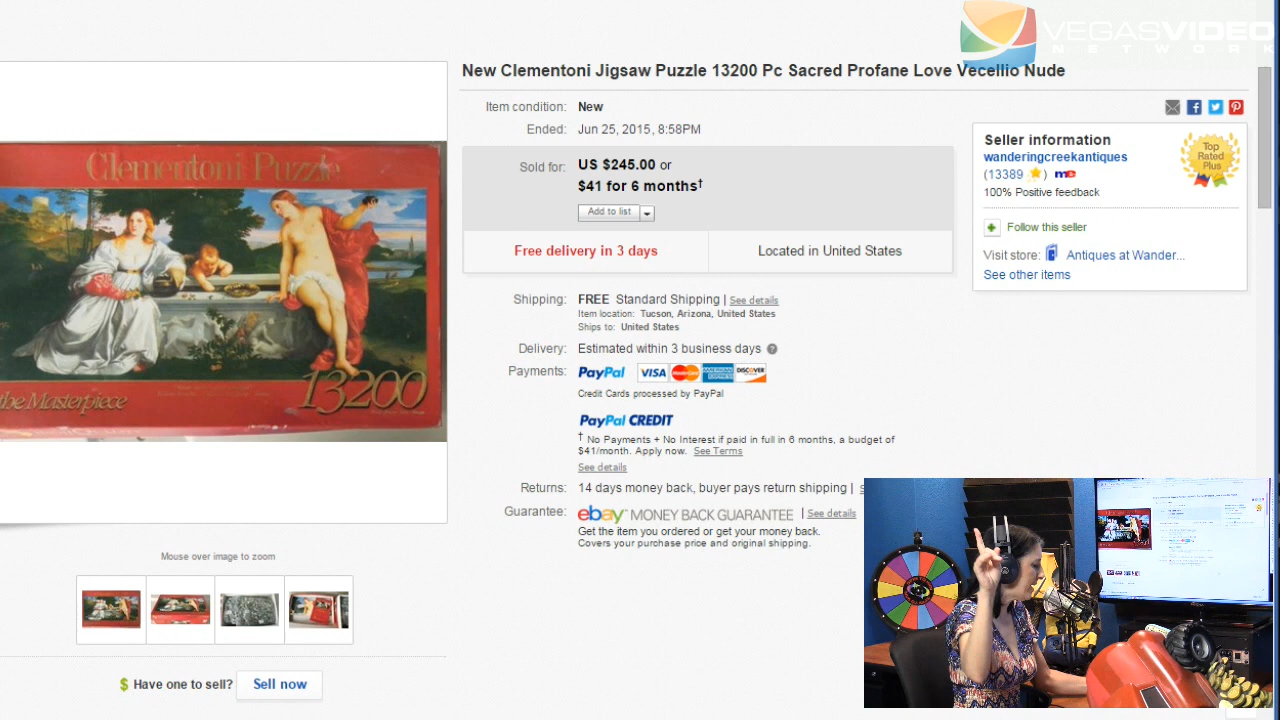 VEGASVIDEO
NETWORK
New Clementoni Jigsaw Puzzle 13200 Pc Sacred Profane Love Vecellio Nude
Item condition: New
Ended: Jun 25, 2015, 8:58PM
Sold for: US $245.00 or
$41 for 6 months†
Add to list
Free delivery in 3 days
Located in United States
Shipping: FREE Standard Shipping | See details
Item location: Tucson, Arizona, United States
Ships to: United States
Delivery: Estimated within 3 business days ?
Payments: PayPal VISA MasterCard AMERICAN EXPRESS DISCOVER
Credit Cards processed by PayPal
PayPal CREDIT
† No Payments + No Interest if paid in full in 6 months, a budget of
$41/month. Apply now. See Terms
See details
Returns: 14 days money back, buyer pays return shipping |
Guarantee: ebay MONEY BACK GUARANTEE | See details
Get the item you ordered or get your money back.
Covers your purchase price and original shipping.
Seller information
wanderingcreekantiques
(13389 ) me
100% Positive feedback
Top
Rated
Plus
Follow this seller
Visit store: Antiques at Wander...
See other items
Clementoni Puzzle
the Masterpiece
13200
Mouse over image to zoom
$ Have one to sell? Sell now